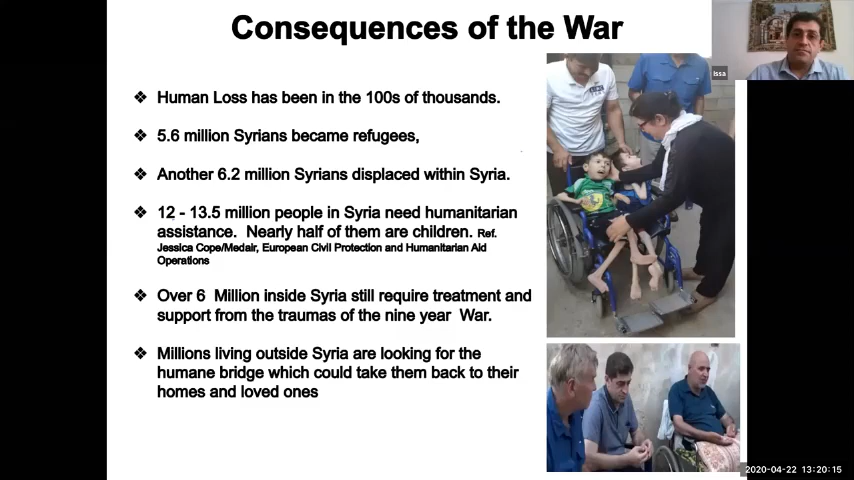 Consequences of the War
Issa
❖ Human Loss has been in the 100s of thousands.
❖ 5.6 million Syrians became refugees,
❖ Another 6.2 million Syrians displaced within Syria.
❖ 12 - 13.5 million people in Syria need humanitarian
assistance. Nearly half of them are children. Ref.
Jessica Cope/Medair, European Civil Protection and Humanitarian Aid
Operations
❖ Over 6 Million inside Syria still require treatment and
support from the traumas of the nine year War.
❖ Millions living outside Syria are looking for the
humane bridge which could take them back to their
homes and loved ones
2020-04-22 13:20:15